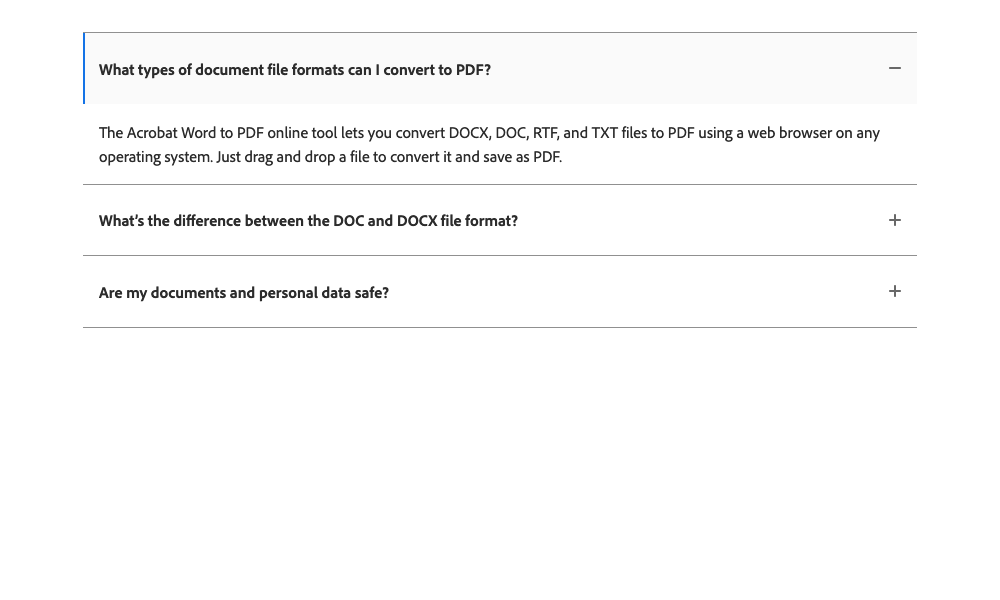 What types of document file formats can I convert to PDF?
The Acrobat Word to PDF online tool lets you convert DOCX, DOC, RTF, and TXT files to PDF using a web browser on any
operating system. Just drag and drop a file to convert it and save as PDF.
What’s the difference between the DOC and DOCX file format?
Are my documents and personal data safe?